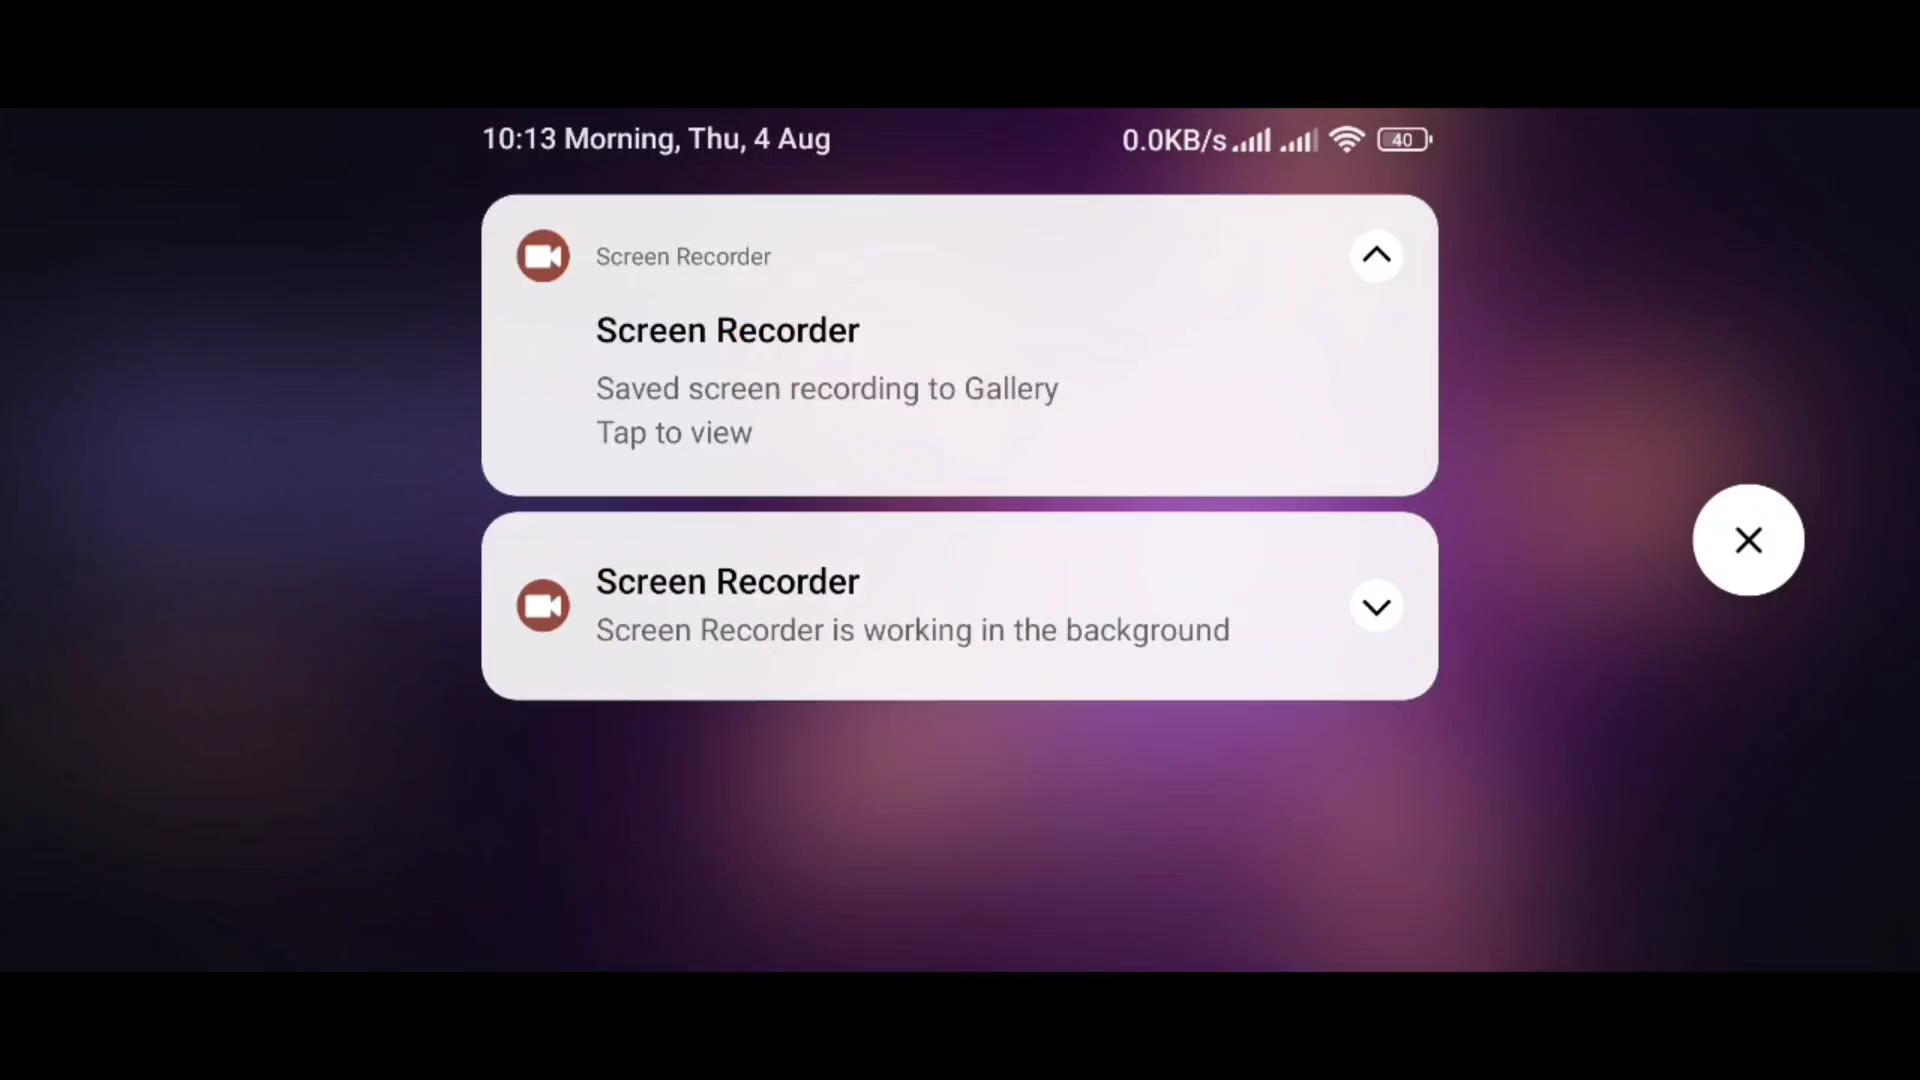 10:13 Morning, Thu, 4 Aug
0.0KB/s 40
Screen Recorder
Screen Recorder
Saved screen recording to Gallery
Tap to view
Screen Recorder
Screen Recorder is working in the background